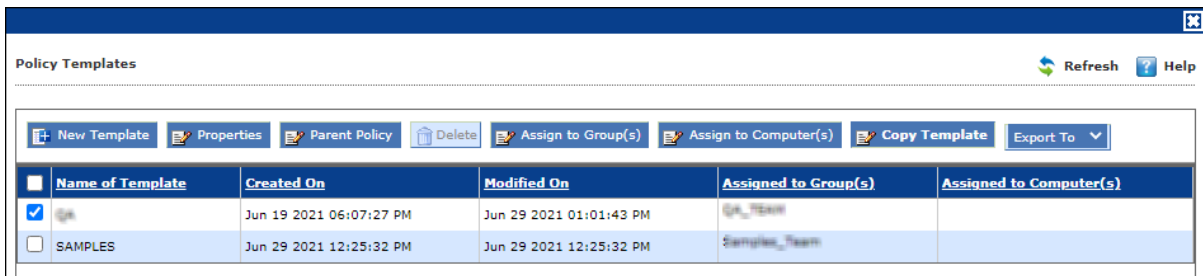 Policy Templates Refresh Help
New Template Properties Parent Policy Delete Assign to Group(s) Assign to Computer(s) Copy Template Export To
Name of Template Created On Modified On Assigned to Group(s) Assigned to Computer(s)
Jun 19 2021 06:07:27 PM Jun 29 2021 01:01:43 PM
SAMPLES Jun 29 2021 12:25:32 PM Jun 29 2021 12:25:32 PM